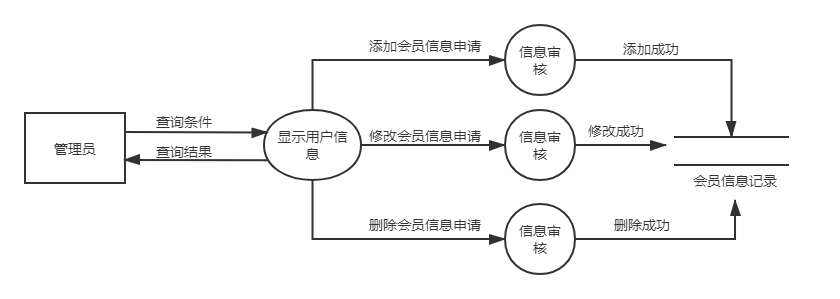 添加会员信息申请
信息审
核
添加成功
查询条件
管理员
查询结果
显示用户信
息
修改会员信息申请
信息审
核
修改成功
会员信息记录
删除会员信息申请
信息审
核
删除成功